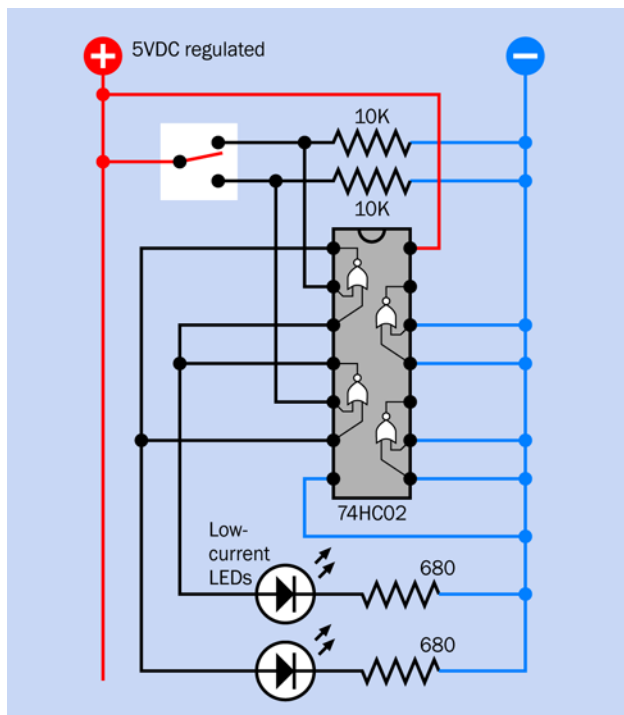 5VDC regulated
10K
10K
74HC02
Low-
current
LEDs
680
680